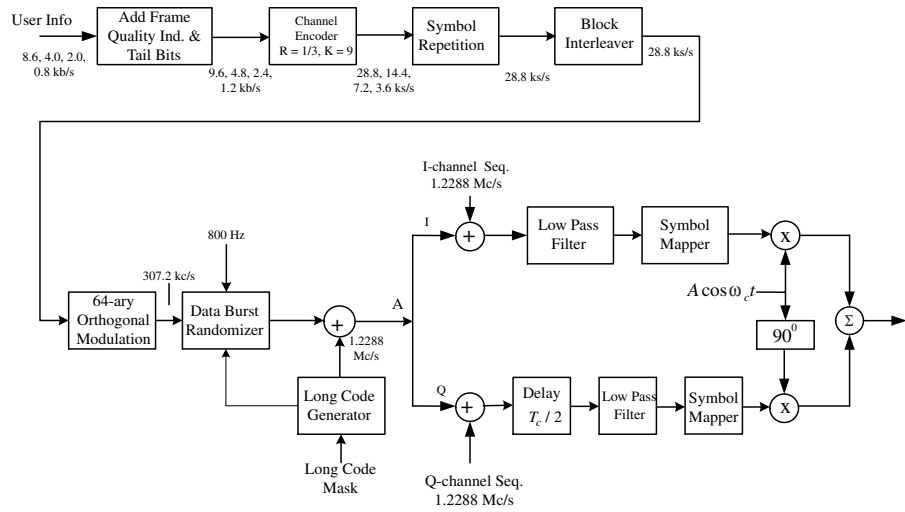 User Info
8.6, 4.0, 2.0,
0.8 kb/s
Add Frame
Quality Ind. &
Tail Bits
9.6, 4.8, 2.4,
1.2 kb/s
Channel
Encoder
R = 1/3, K = 9
28.8, 14.4,
7.2, 3.6 ks/s
Symbol
Repetition
28.8 ks/s
Block
Interleaver
28.8 ks/s
64-ary
Orthogonal
Modulation
307.2 kc/s
800 Hz
Data Burst
Randomizer
+
1.2288
Mc/s
Long Code
Generator
Long Code
Mask
A
I
I-channel Seq.
1.2288 Mc/s
+
Low Pass
Filter
Symbol
Mapper
X
A cos ω_c t
90⁰
Σ
Q
+
Q-channel Seq.
1.2288 Mc/s
Delay
T_c / 2
Low Pass
Filter
Symbol
Mapper
X